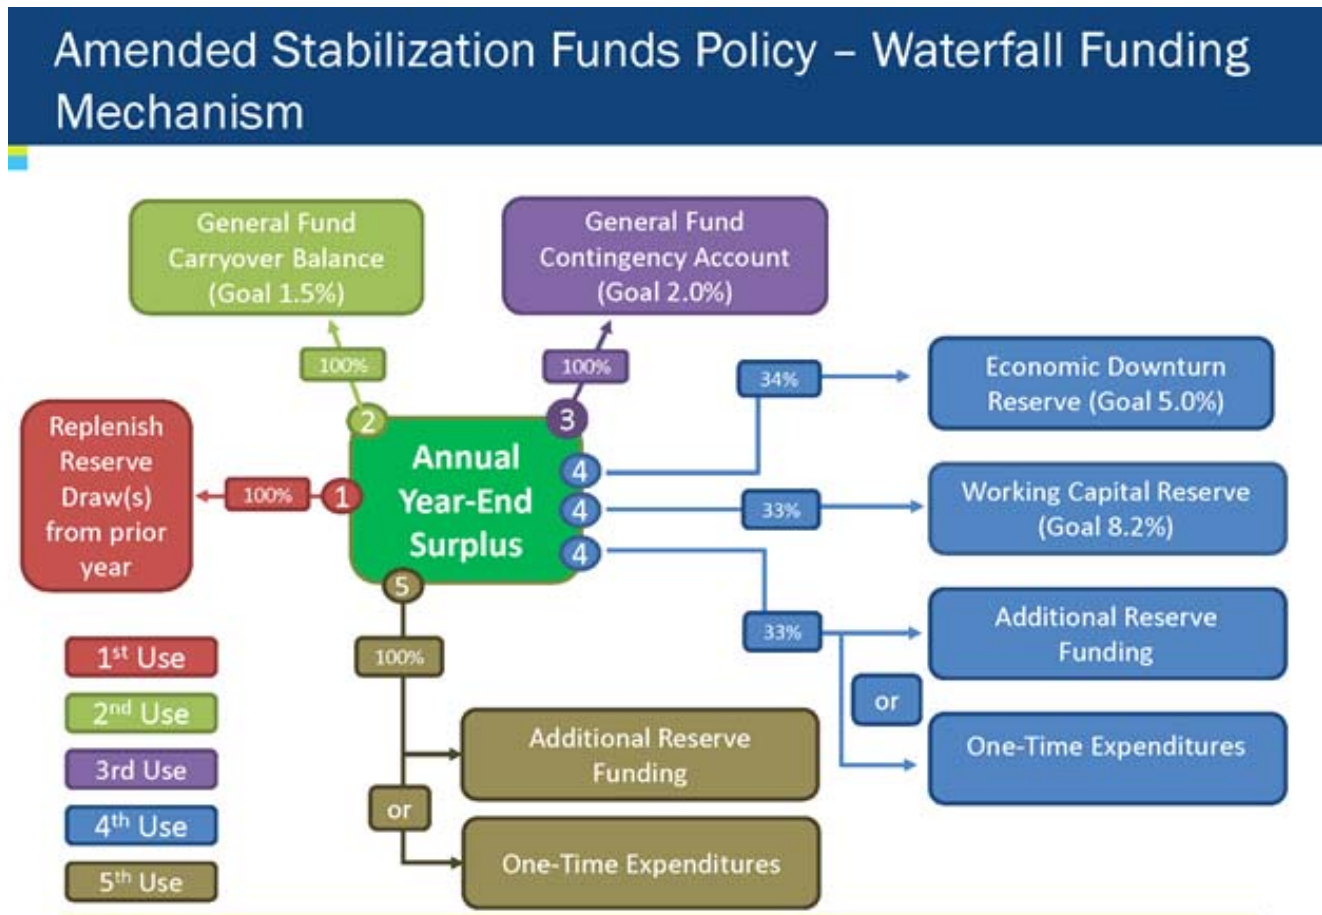 Amended Stabilization Funds Policy – Waterfall Funding
Mechanism
General Fund
Carryover Balance
(Goal 1.5%)
General Fund
Contingency Account
(Goal 2.0%)
100%
100%
34%
Economic Downturn
Reserve (Goal 5.0%)
Replenish
Reserve
Draw(s)
from prior
year
100%
1
2
3
Annual
Year-End
Surplus
4
4
4
5
33%
Working Capital Reserve
(Goal 8.2%)
33%
Additional Reserve
Funding
or
One-Time Expenditures
100%
Additional Reserve
Funding
or
One-Time Expenditures
1st Use
2nd Use
3rd Use
4th Use
5th Use